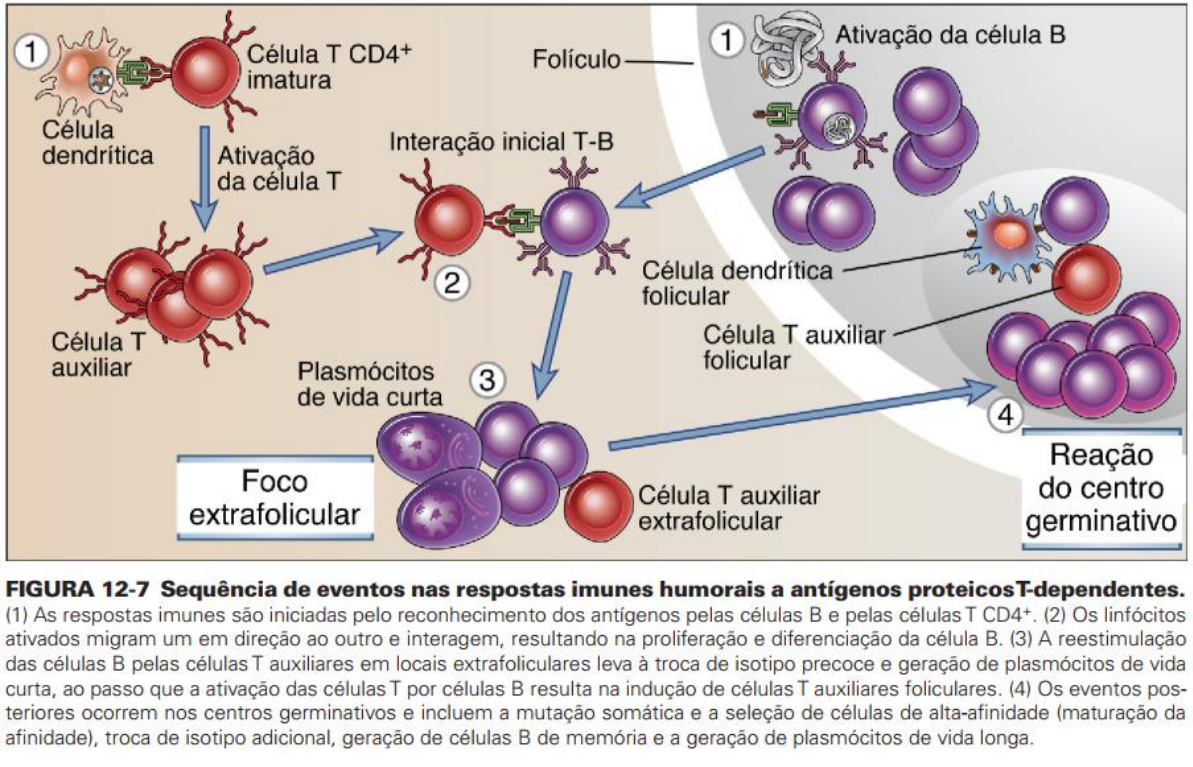 1
Célula T CD4+
imatura
Célula
dendrítica
Ativação
da célula T
Célula T
auxiliar
Folículo
1
Ativação da célula B
Interação inicial T-B
2
Célula dendrítica
folicular
Célula T auxiliar
folicular
Plasmócitos
de vida curta
3
Foco
extrafolicular
Célula T auxiliar
extrafolicular
4
Reação
do centro
germinativo
FIGURA 12-7 Sequência de eventos nas respostas imunes humorais a antígenos proteicos T-dependentes.
(1) As respostas imunes são iniciadas pelo reconhecimento dos antígenos pelas células B e pelas células T CD4+. (2) Os linfócitos
ativados migram um em direção ao outro e interagem, resultando na proliferação e diferenciação da célula B. (3) A reestimulação
das células B pelas células T auxiliares em locais extrafoliculares leva à troca de isotipo precoce e geração de plasmócitos de vida
curta, ao passo que a ativação das células T por células B resulta na indução de células T auxiliares foliculares. (4) Os eventos pos-
teriores ocorrem nos centros germinativos e incluem a mutação somática e a seleção de células de alta-afinidade (maturação da
afinidade), troca de isotipo adicional, geração de células B de memória e a geração de plasmócitos de vida longa.